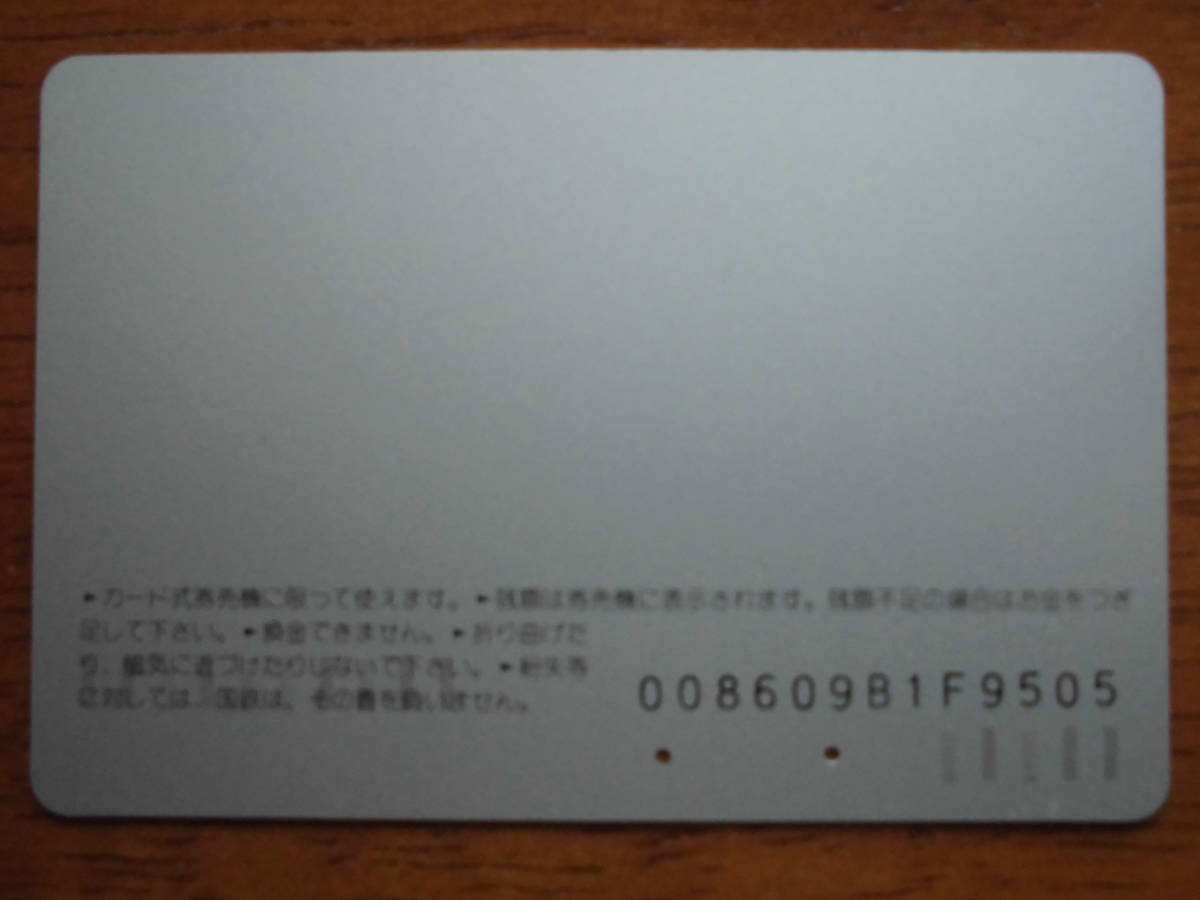 ►カード式券売機に限って使えます。►残額は券売機に表示されます。残額不足の場合はお金をつぎ
足して下さい。►換金できません。►折り曲げた
り、磁気に近づけたりしないで下さい。►紛失等
に対しては、国鉄は、その責を負いません。
008609B1F9505